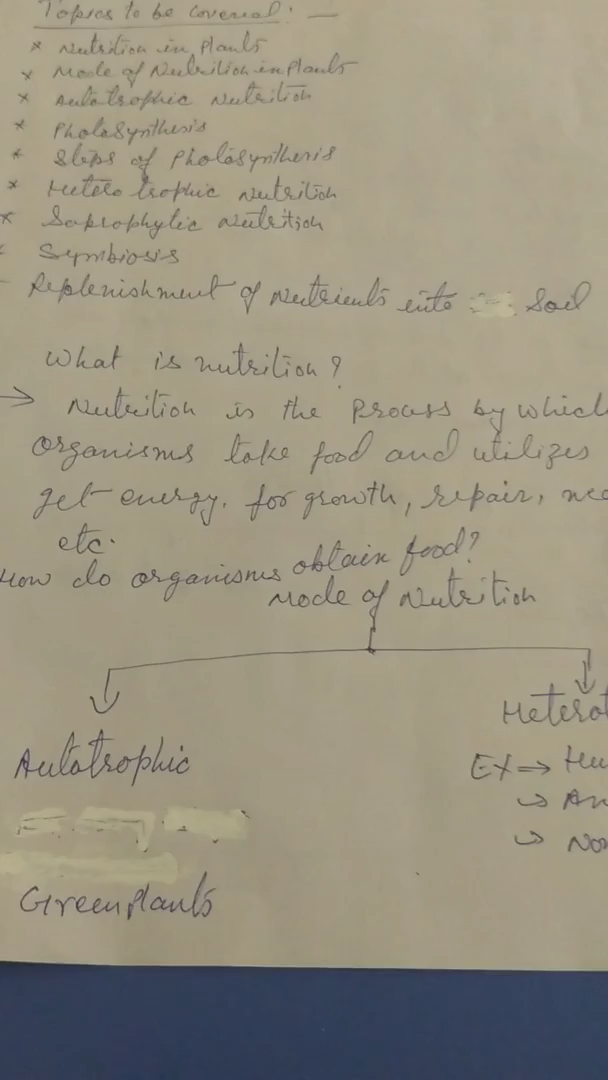 Topics to be covered: —
× Nutrition in Plants
× Mode of Nutrition in Plants
× Autotrophic Nutrition
× Photosynthesis
× Steps of Photosynthesis
× Heterotrophic Nutrition
× Saprophytic Nutrition
Symbiosis
Replenishment of Nutrients into Soil
What is nutrition?
→ Nutrition is the Process by which
organisms take food and utilizes
get energy. for growth, repair,
etc.
How do organisms obtain food?
Mode of Nutrition
Autotrophic
Heterot
EX ⇒ Hu
↪ An
↪ Non
Green Plants